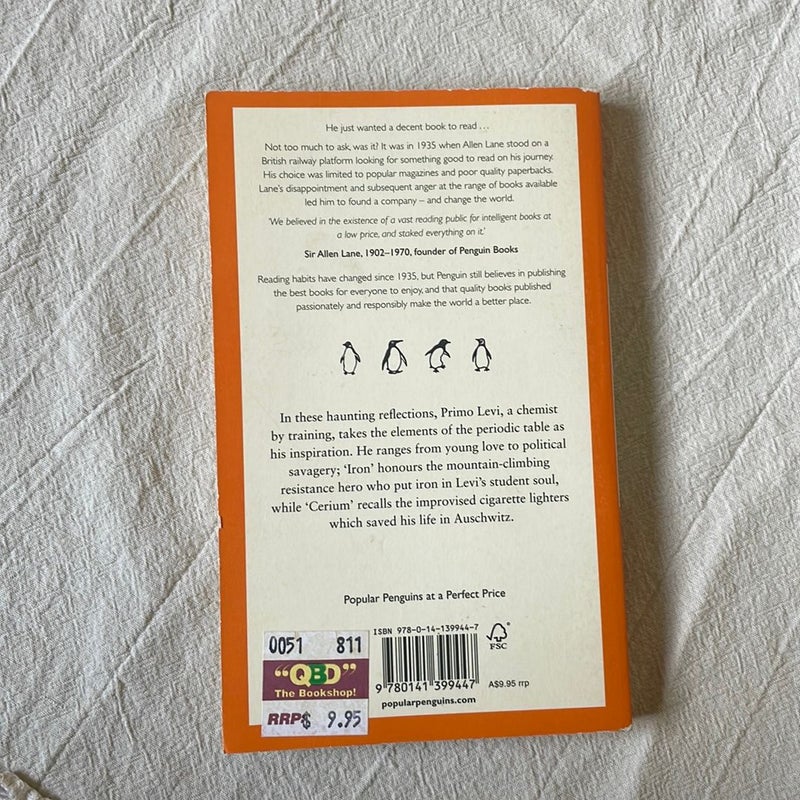 He just wanted a decent book to read ...
Not too much to ask, was it? It was in 1935 when Allen Lane stood on a
British railway platform looking for something good to read on his journey.
His choice was limited to popular magazines and poor quality paperbacks.
Lane's disappointment and subsequent anger at the range of books available
led him to found a company – and change the world.
'We believed in the existence of a vast reading public for intelligent books at
a low price, and staked everything on it.'
Sir Allen Lane, 1902–1970, founder of Penguin Books
Reading habits have changed since 1935, but Penguin still believes in publishing
the best books for everyone to enjoy, and that quality books published
passionately and responsibly make the world a better place.
In these haunting reflections, Primo Levi, a chemist
by training, takes the elements of the periodic table as
his inspiration. He ranges from young love to political
savagery; 'Iron' honours the mountain-climbing
resistance hero who put iron in Levi's student soul,
while 'Cerium' recalls the improvised cigarette lighters
which saved his life in Auschwitz.
Popular Penguins at a Perfect Price
0051 811
"QBD"
The Bookshop!
RRP$ 9.95
ISBN 978-0-14-139944-7
9 780141 399447
FSC
A$9.95 rrp
popularpenguins.com